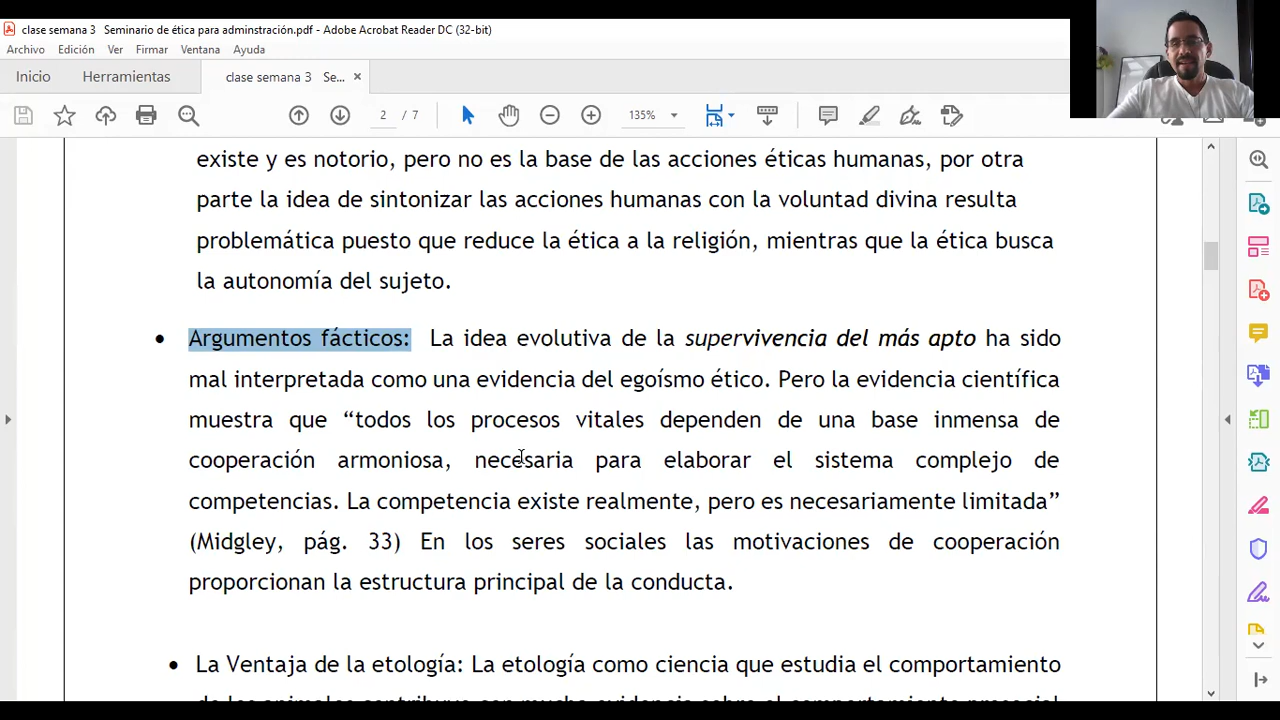 clase semana 3 Seminario de ética para adminstración.pdf - Adobe Acrobat Reader DC (32-bit)
Archivo Edición Ver Firmar Ventana Ayuda
Inicio Herramientas clase semana 3 Se... ×
2 / 7 135%
existe y es notorio, pero no es la base de las acciones éticas humanas, por otra
parte la idea de sintonizar las acciones humanas con la voluntad divina resulta
problemática puesto que reduce la ética a la religión, mientras que la ética busca
la autonomía del sujeto.
• Argumentos fácticos: La idea evolutiva de la supervivencia del más apto ha sido
mal interpretada como una evidencia del egoísmo ético. Pero la evidencia científica
muestra que “todos los procesos vitales dependen de una base inmensa de
cooperación armoniosa, necesaria para elaborar el sistema complejo de
competencias. La competencia existe realmente, pero es necesariamente limitada”
(Midgley, pág. 33) En los seres sociales las motivaciones de cooperación
proporcionan la estructura principal de la conducta.
• La Ventaja de la etología: La etología como ciencia que estudia el comportamiento